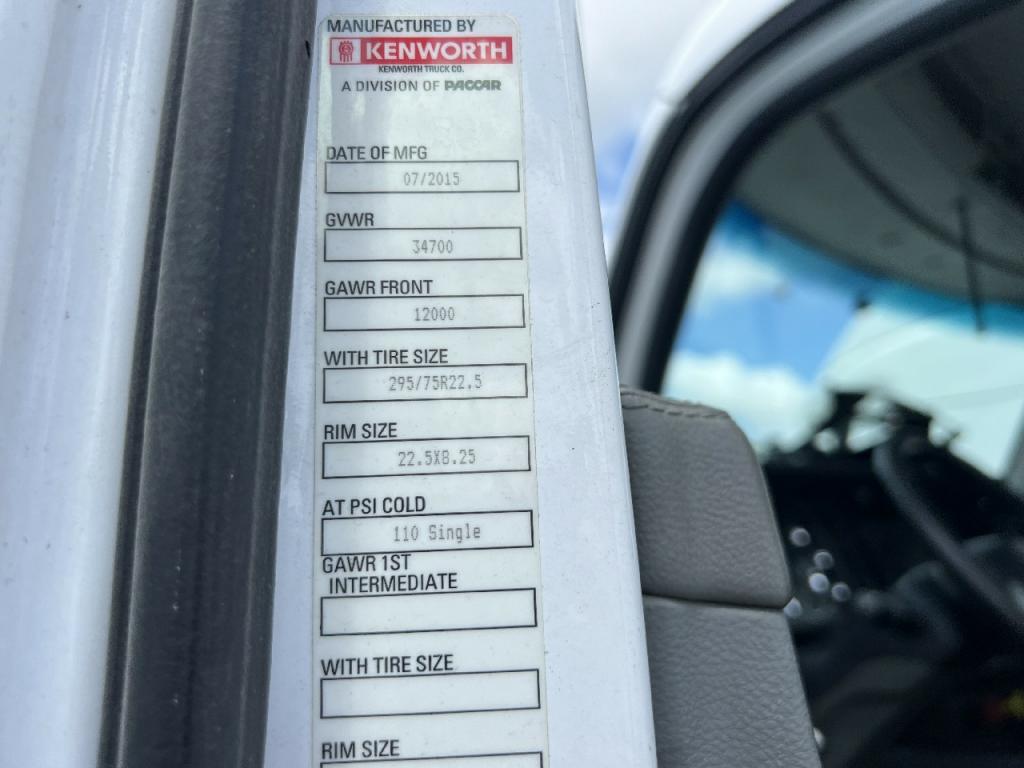 MANUFACTURED BY
KENWORTH
KENWORTH TRUCK CO.
A DIVISION OF PACCAR
DATE OF MFG
07/2015
GVWR
34700
GAWR FRONT
12000
WITH TIRE SIZE
295/75R22.5
RIM SIZE
22.5X8.25
AT PSI COLD
110 Single
GAWR 1ST
INTERMEDIATE
WITH TIRE SIZE
RIM SIZE